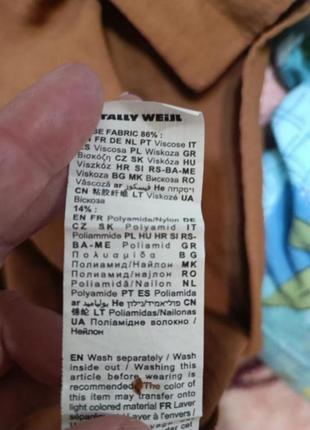 TALLY WEiJL
SE FABRIC 86% :
FR DE NL PT Viscose IT
ES Viscosa PL Wiskoza GR
Βισκόζη CZ SK Viskóza HU
Viszkóz HR SI RS-BA-ME
Viskoza BG MK Вискоза RO
Vâscoză ar فيسكوز HE ויסקוזה
CN 粘胶纤维 LT Viskozė UA
Віскоза
14% :
EN FR Polyamide/Nylon DE
CZ SK Polyamid IT
Poliammide PL HU HR SI RS-
BA-ME Poliamid GR
Πολυαμίδα BG
Полиамид/Найлон MK
Полиамид/најлон RO
Poliamidă/Nailon NL
Polyamide PT ES Poliamida
ar بولياميد HE פוליאמיד/ניילון CN
锦纶 LT Poliamidas/Nailonas
UA Поліамідне волокно /
Нейлон
EN Wash separately / Wash
inside out / Washing this
article before wearing is
recommended / The color of
this item may transfer onto
light colored material FR Laver
séparément / Laver à l'envers /